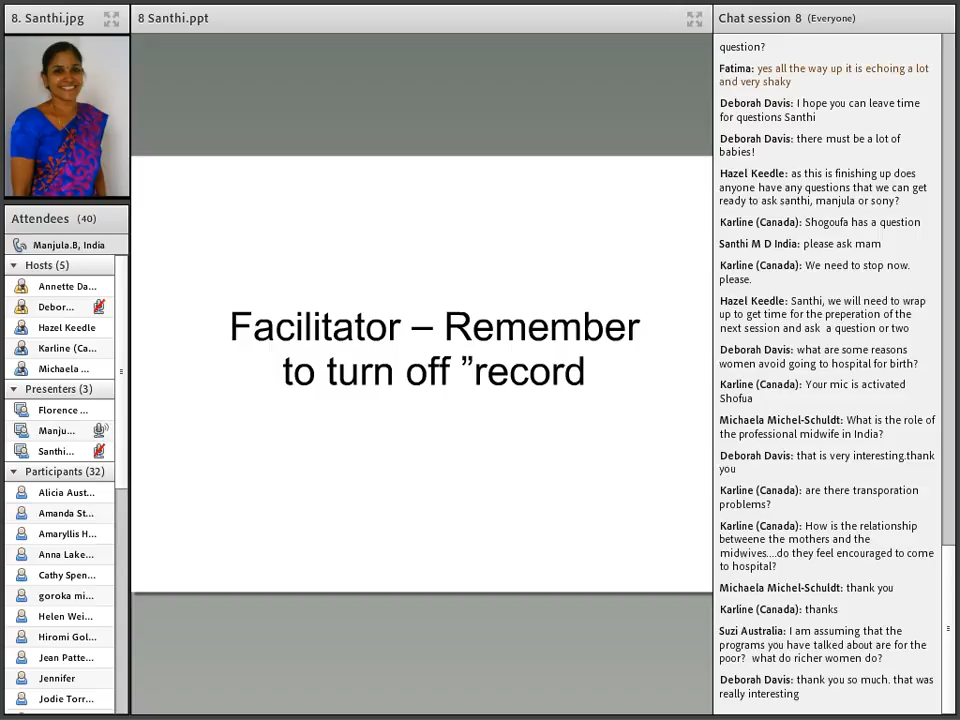 8. Santhi.jpg
8 Santhi.ppt
Chat session 8 (Everyone)
Attendees (40)
Manjula.B, India
Hosts (5)
Annette Da...
Debor...
Hazel Keedle
Karline (Ca...
Michaela ...
Presenters (3)
Florence ...
Manju...
Santhi...
Participants (32)
Alicia Aust...
Amanda St...
Amaryllis H...
Anna Lake...
Cathy Spen...
goroka mi...
Helen Wei...
Hiromi Gol...
Jean Patte...
Jennifer
Jodie Torr...
Facilitator – Remember
to turn off ”record
question?
Fatima: yes all the way up it is echoing a lot
and very shaky
Deborah Davis: I hope you can leave time
for questions Santhi
Deborah Davis: there must be a lot of
babies!
Hazel Keedle: as this is finishing up does
anyone have any questions that we can get
ready to ask santhi, manjula or sony?
Karline (Canada): Shogoufa has a question
Santhi M D India: please ask mam
Karline (Canada): We need to stop now.
please.
Hazel Keedle: Santhi, we will need to wrap
up to get time for the preperation of the
next session and ask  a question or two
Deborah Davis: what are some reasons
women avoid going to hospital for birth?
Karline (Canada): Your mic is activated
Shofua
Michaela Michel-Schuldt: What is the role of
the professional midwife in India?
Deborah Davis: that is very interesting.thank
you
Karline (Canada): are there transporation
problems?
Karline (Canada): How is the relationship
betweene the mothers and the
midwives....do they feel encouraged to come
to hospital?
Michaela Michel-Schuldt: thank you
Karline (Canada): thanks
Suzi Australia: I am assuming that the
programs you have talked about are for the
poor?  what do richer women do?
Deborah Davis: thank you so much. that was
really interesting